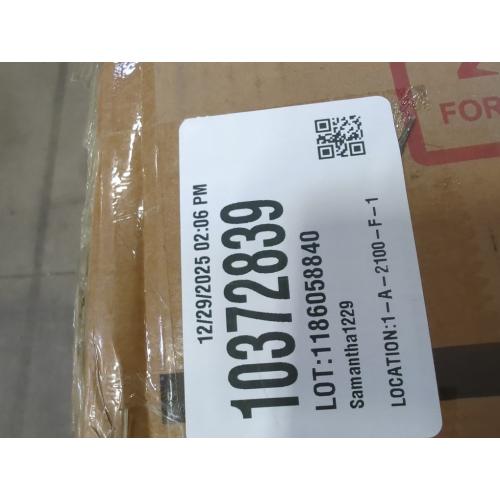 12/29/2025 02:06 PM
10372839
LOT:1186058840
Samantha1229
LOCATION:1-A-2100-F-1
FOR